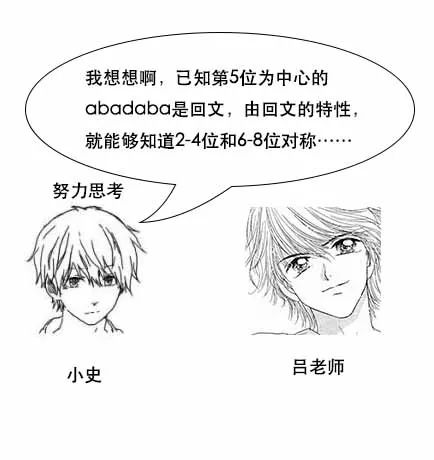 我想想啊，已知第5位为中心的
abadaba是回文，由回文的特性，
就能够知道2-4位和6-8位对称……
努力思考
小史
吕老师